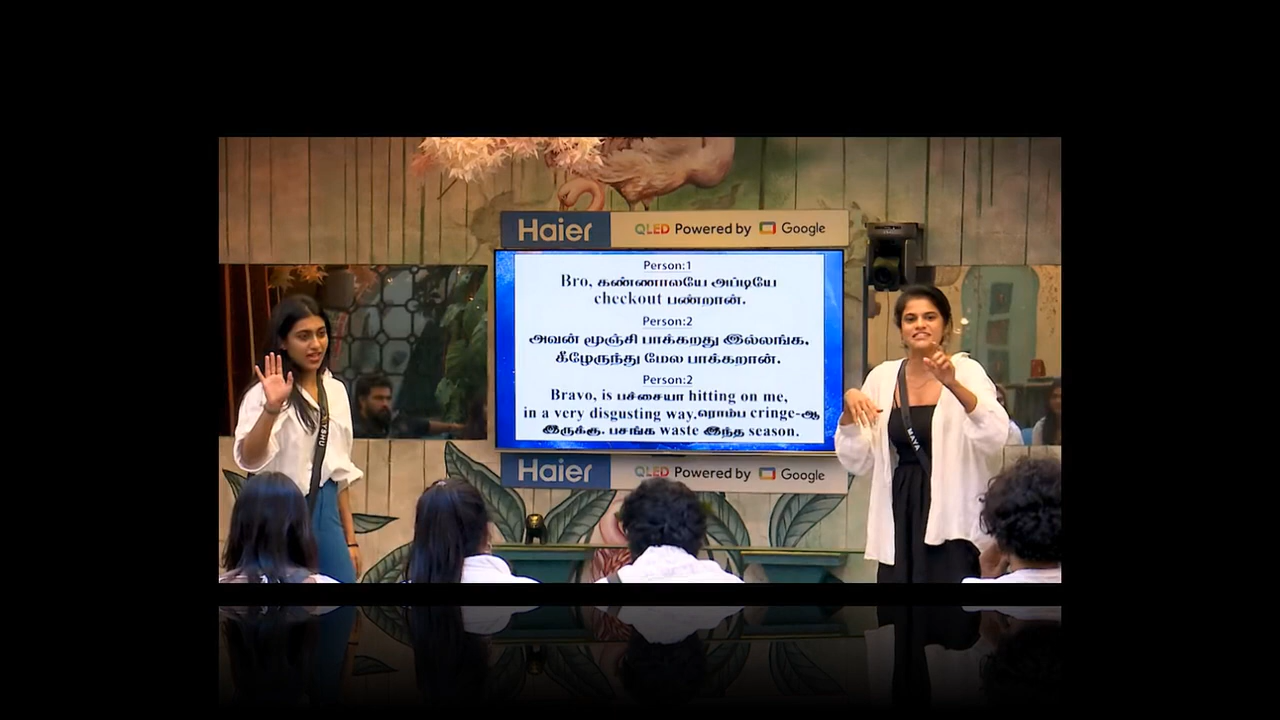 Haier QLED Powered by Google
Person:1
Bro, கண்ணாலயே அப்டியே
checkout பண்றான்.
Person:2
அவன் மூஞ்சி பாக்கறது இல்லங்க,
கீழேருந்து மேல பாக்கறான்.
Person:2
Bravo, is பச்சையா hitting on me,
in a very disgusting way.ரொம்ப cringe-ஆ
இருக்கு. பசங்க waste இந்த season.
Haier QLED Powered by Google
MAYA